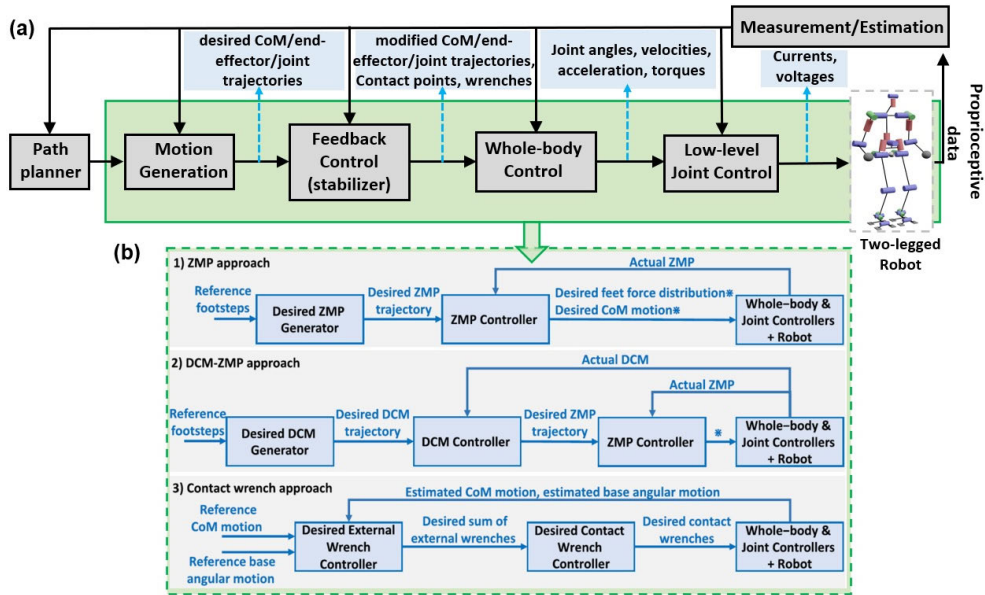 (a)
Measurement/Estimation
desired CoM/end-
effector/joint
trajectories
modified CoM/end-
effector/joint trajectories,
Contact points, wrenches
Joint angles, velocities,
acceleration, torques
Currents,
voltages
Proprioceptive
data
Path
planner
Motion
Generation
Feedback
Control
(stabilizer)
Whole-body
Control
Low-level
Joint Control
Two-legged
Robot
(b)
1) ZMP approach
Actual ZMP
Reference
footsteps
Desired ZMP
Generator
Desired ZMP
trajectory
ZMP Controller
Desired feet force distribution*
Desired CoM motion*
Whole-body &
Joint Controllers
+ Robot
2) DCM-ZMP approach
Actual DCM
Actual ZMP
Reference
footsteps
Desired DCM
Generator
Desired DCM
trajectory
DCM Controller
Desired ZMP
trajectory
ZMP Controller
*
Whole-body &
Joint Controllers
+ Robot
3) Contact wrench approach
Estimated CoM motion, estimated base angular motion
Reference
CoM motion
Reference base
angular motion
Desired External
Wrench
Controller
Desired sum of
external wrenches
Desired Contact
Wrench
Controller
Desired contact
wrenches
Whole-body &
Joint Controllers
+ Robot